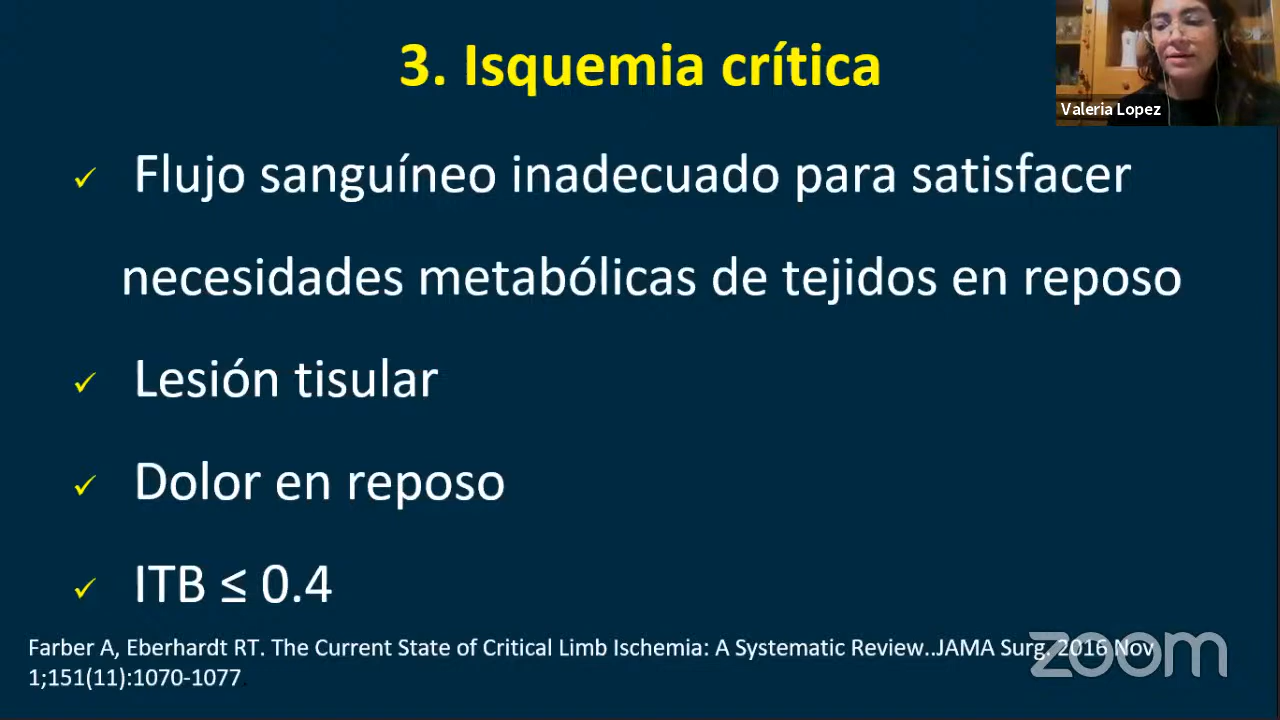 3. Isquemia crítica
Valeria Lopez
✓ Flujo sanguíneo inadecuado para satisfacer
necesidades metabólicas de tejidos en reposo
✓ Lesión tisular
✓ Dolor en reposo
✓ ITB ≤ 0.4
Farber A, Eberhardt RT. The Current State of Critical Limb Ischemia: A Systematic Review..JAMA Surg. 2016 Nov
1;151(11):1070-1077.
zoom